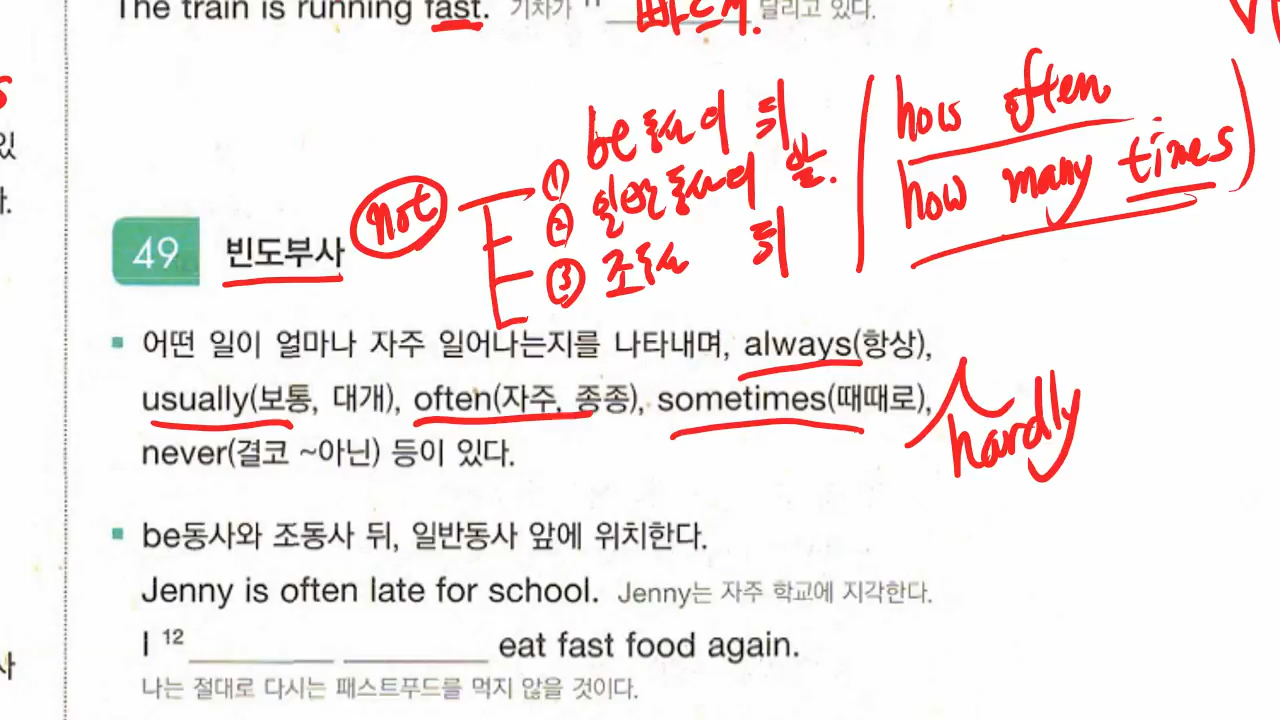 The train is running fast. 기차가 11 빠르게. 달리고 있다.
be동사의 뒤
how often
not ① 일반동사의 앞.
② how many times
③ 조동사 뒤
49 빈도부사
어떤 일이 얼마나 자주 일어나는지를 나타내며, always(항상),
usually(보통, 대개), often(자주, 종종), sometimes(때때로),
hardly
never(결코 ~아닌) 등이 있다.
be동사와 조동사 뒤, 일반동사 앞에 위치한다.
Jenny is often late for school. Jenny는 자주 학교에 지각한다.
I 12 eat fast food again.
나는 절대로 다시는 패스트푸드를 먹지 않을 것이다.